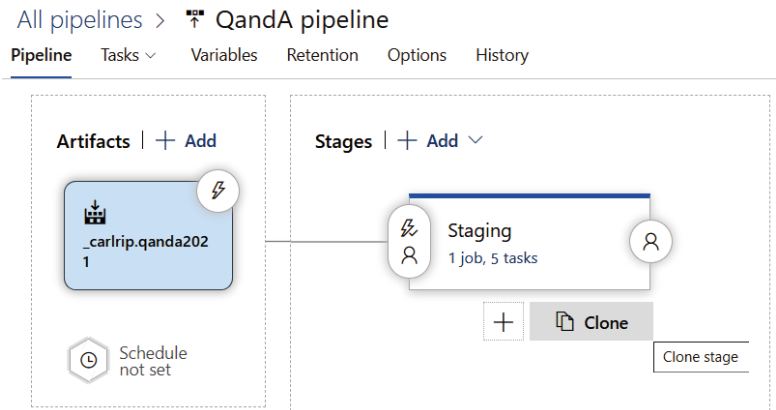 All pipelines > QandA pipeline
Pipeline Tasks Variables Retention Options History
Artifacts | + Add
Stages | + Add
_carlrip.qanda202
1
Staging
1 job, 5 tasks
+ Clone
Clone stage
Schedule
not set